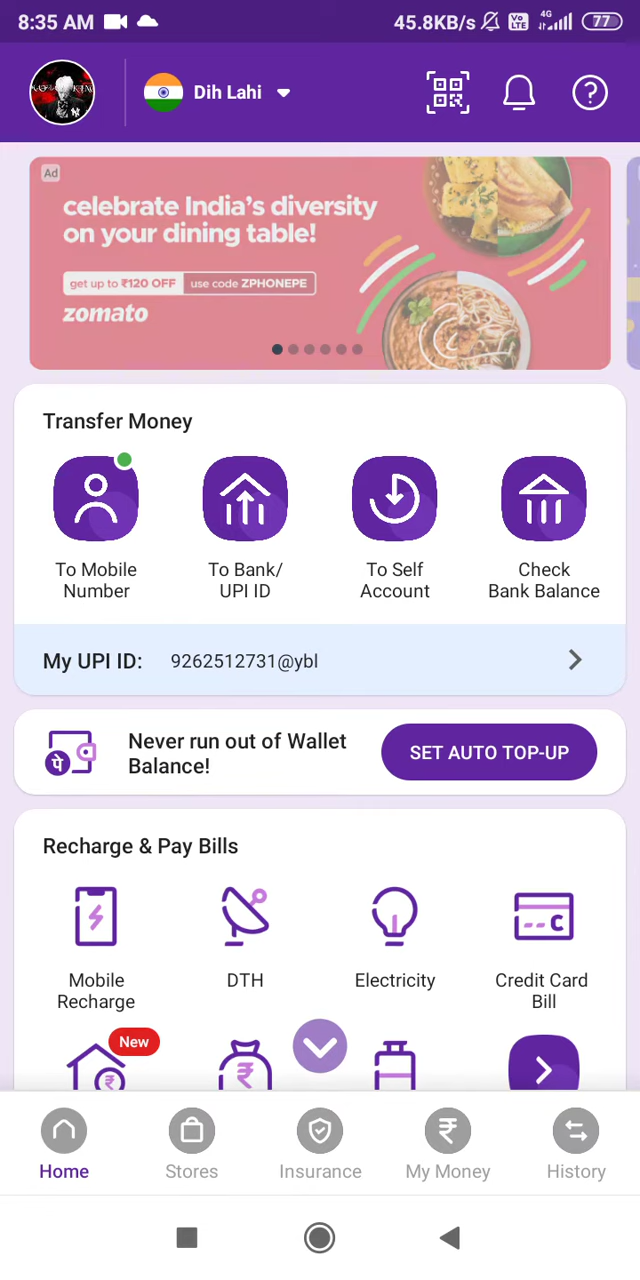 8:35 AM
45.8KB/s
Vo LTE
4G
77
Dih Lahi
Ad
celebrate India's diversity
on your dining table!
get up to ₹120 OFF use code ZPHONEPE
zomato
Transfer Money
To Mobile Number
To Bank/ UPI ID
To Self Account
Check Bank Balance
My UPI ID: 9262512731@ybl
पे
Never run out of Wallet
Balance!
SET AUTO TOP-UP
Recharge & Pay Bills
C
Mobile Recharge
DTH
Electricity
Credit Card Bill
New
₹
₹
₹
Home
Stores
Insurance
My Money
History